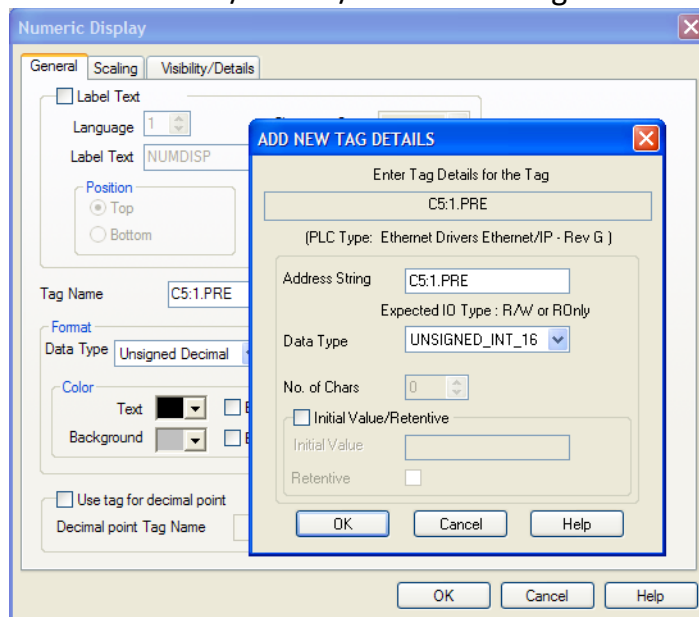 Numeric Display
General Scaling Visibility/Details
Label Text
Language 1
Label Text NUMDISP
Position
Top
Bottom
Tag Name C5:1.PRE
Format
Data Type Unsigned Decimal
Color
Text
Background
Use tag for decimal point
Decimal point Tag Name
ADD NEW TAG DETAILS
Enter Tag Details for the Tag
C5:1.PRE
(PLC Type: Ethernet Drivers Ethernet/IP - Rev G )
Address String C5:1.PRE
Expected IO Type : R/W or ROnly
Data Type UNSIGNED_INT_16
No. of Chars 0
Initial Value/Retentive
Initial Value
Retentive
OK Cancel Help
OK Cancel Help